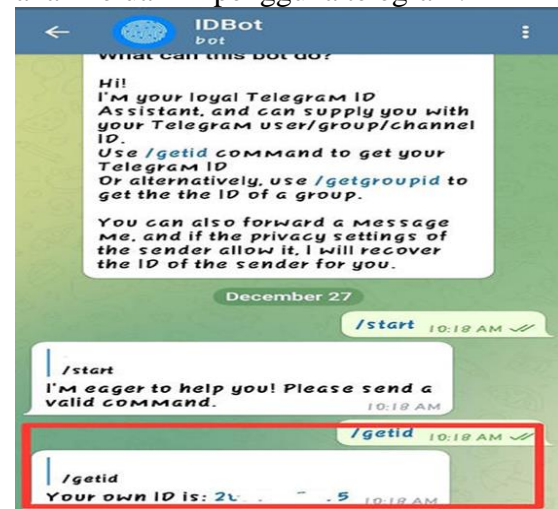 IDBot
bot
What can this bot do?
Hi!
I'm your loyal Telegram ID
Assistant, and can supply you with
your Telegram user/group/channel
ID.
Use /getid command to get your
Telegram ID
Or alternatively, use /getgroupid to
get the the ID of a group.
You can also forward a message
me, and if the privacy settings of
the sender allow it, I will recover
the ID of the sender for you.
December 27
/start 10:18 AM
/start
I'm eager to help you! Please send a
valid command.
10:18 AM
/getid 10:18 AM
/getid
Your own ID is:
10:18 AM